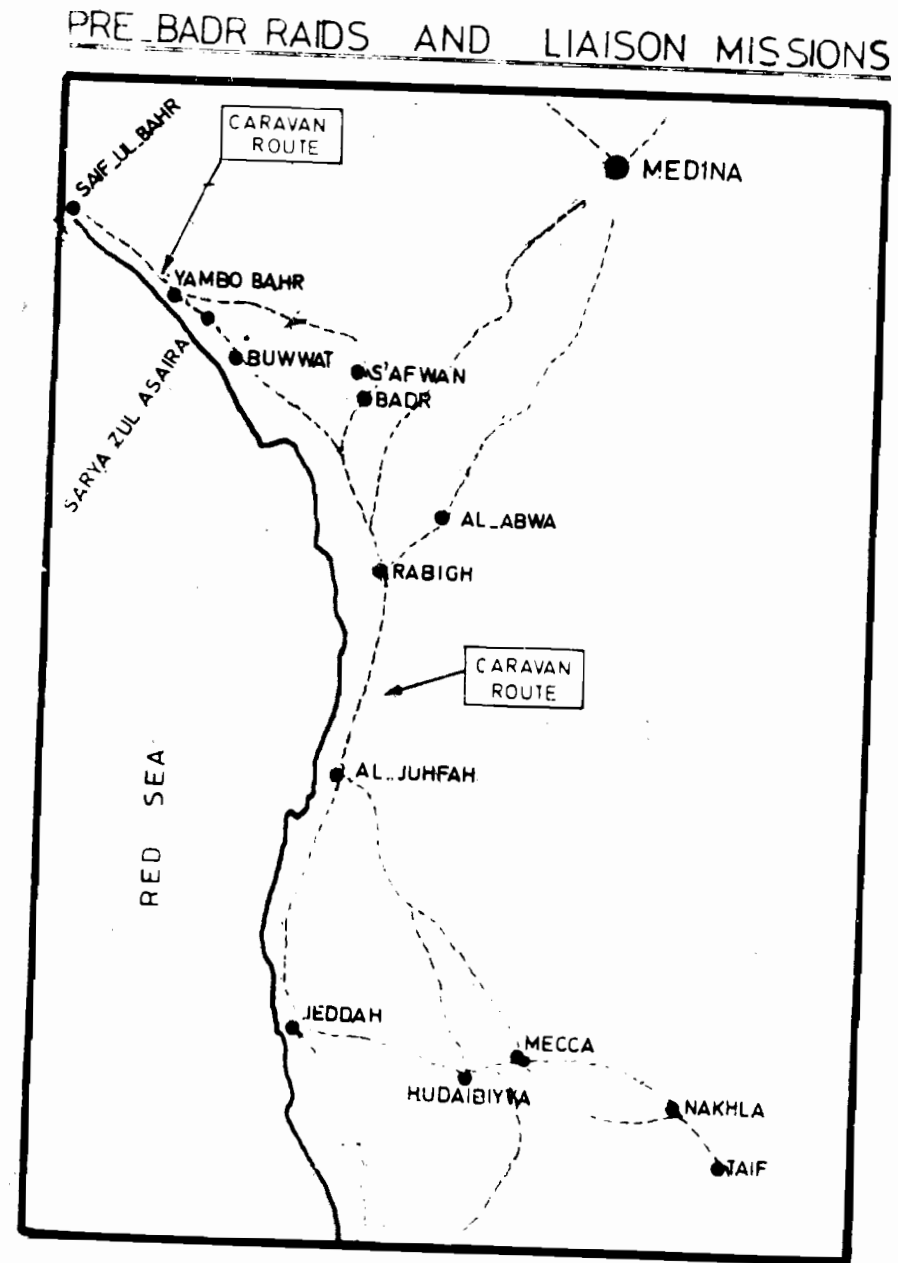 PRE_BADR RAIDS AND LIAISON MISSIONS
SAIF_UL_BAHR
CARAVAN
ROUTE
MEDINA
YAMBO BAHR
BUWWAT
S'AFWAN
BADR
SARYA ZUL ASAIRA
AL_ABWA
RABIGH
CARAVAN
ROUTE
AL_JUHFAH
RED SEA
JEDDAH
MECCA
HUDAIBIYYA
NAKHLA
TAIF